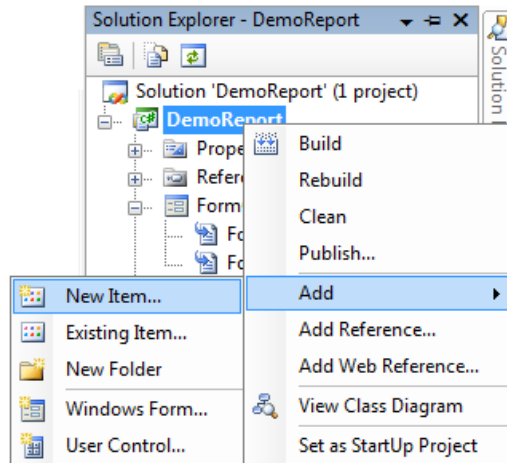 Solution Explorer - DemoReport
Solution 'DemoReport' (1 project)
DemoReport
Build
Rebuild
Clean
Publish...
New Item...
Add
Existing Item...
Add Reference...
New Folder
Add Web Reference...
Windows Form...
View Class Diagram
User Control...
Set as StartUp Project
Solution